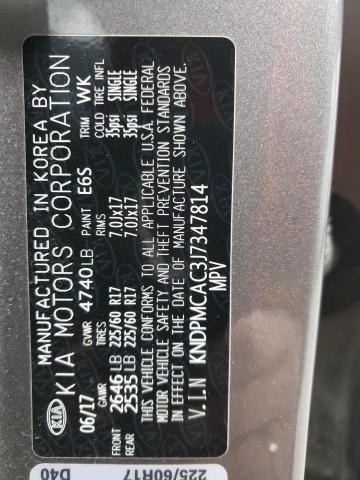 KIA
MANUFACTURED IN KOREA BY
KIA MOTORS CORPORATION
06/17 GVWR 4740LB PAINT E6S TRIM WK
TIRES RIMS COLD TIRE INFL
FRONT 2646LB 225/60 R17 7.0Jx17 35psi SINGLE
REAR 2535LB 225/60 R17 7.0Jx17 35psi SINGLE
THIS VEHICLE CONFORMS TO ALL APPLICABLE U.S.A. FEDERAL
MOTOR VEHICLE SAFETY AND THEFT PREVENTION STANDARDS
IN EFFECT ON THE DATE OF MANUFACTURE SHOWN ABOVE.
V.I.N KNDPMCAC3J7347814
MPV
225/60R17
D40